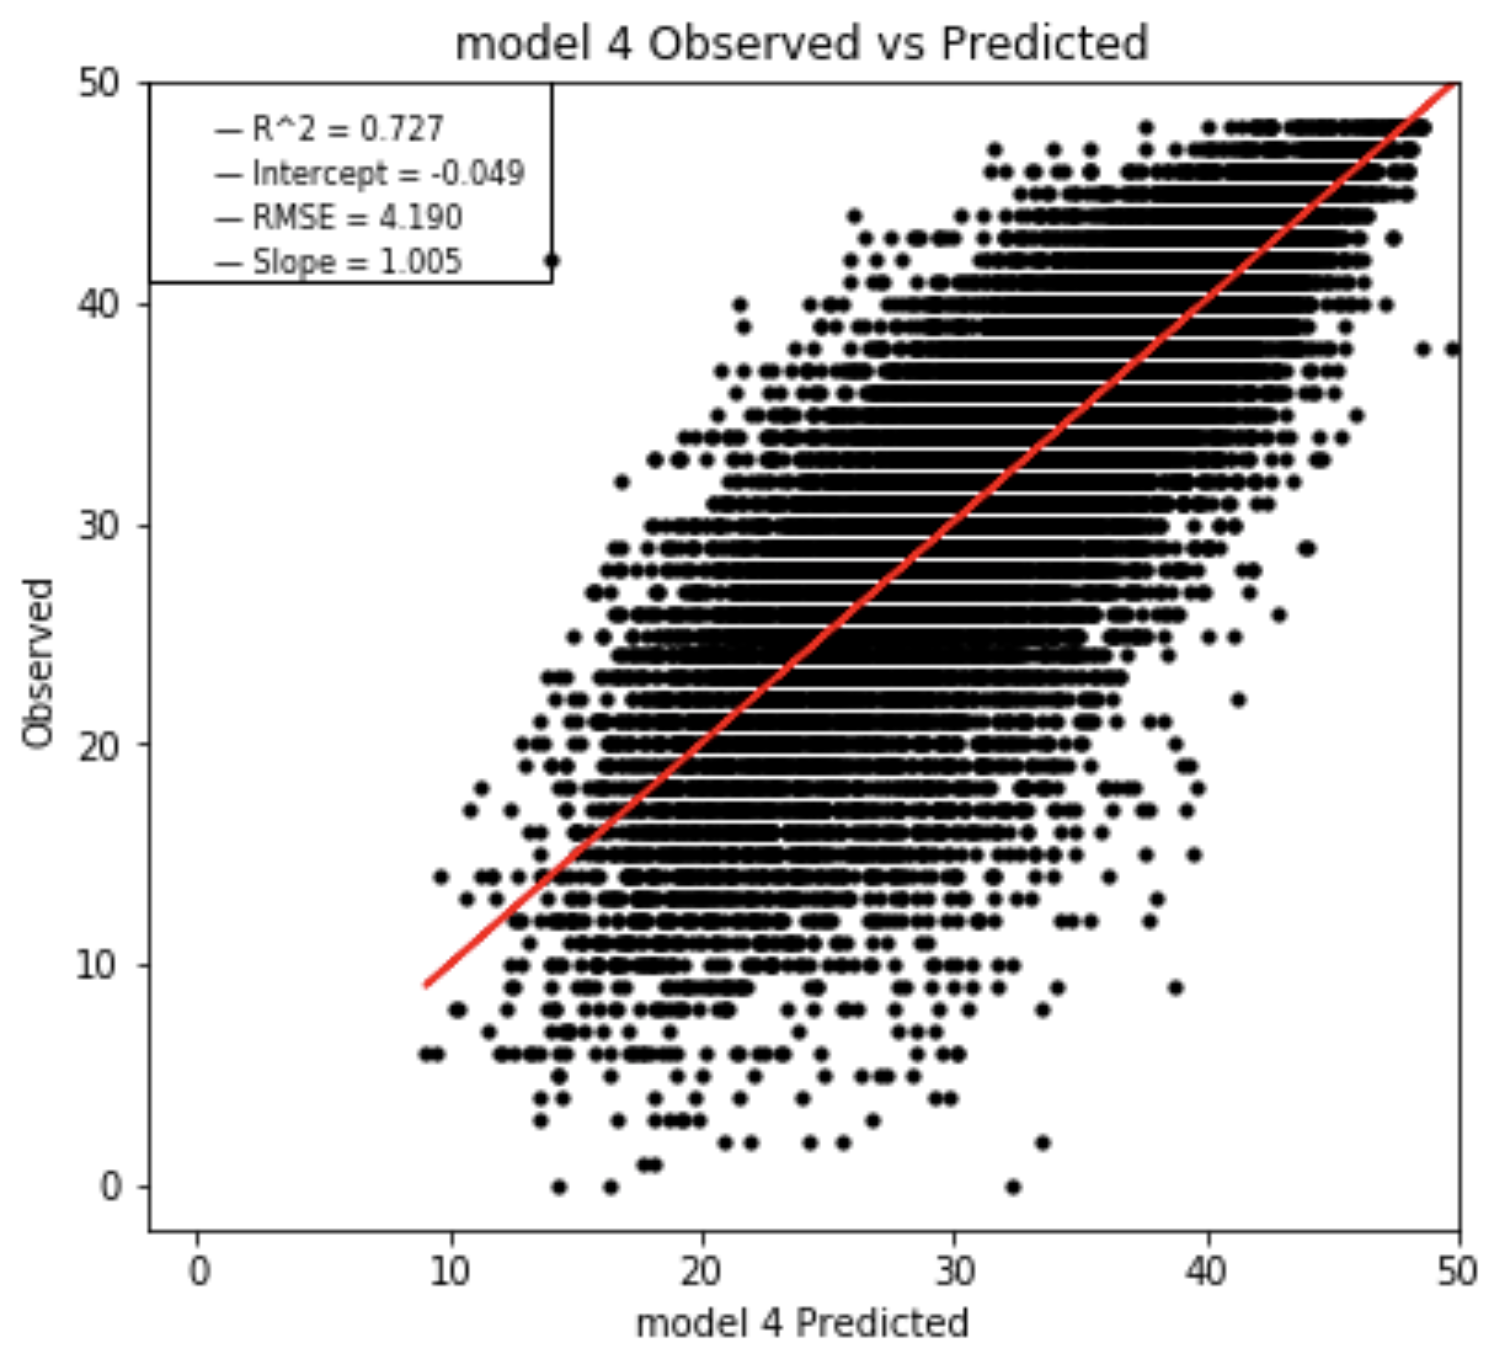 model 4 Observed vs Predicted
— R^2 = 0.727
— Intercept = -0.049
— RMSE = 4.190
— Slope = 1.005
50
40
30
20
10
0
Observed
0 10 20 30 40 50
model 4 Predicted